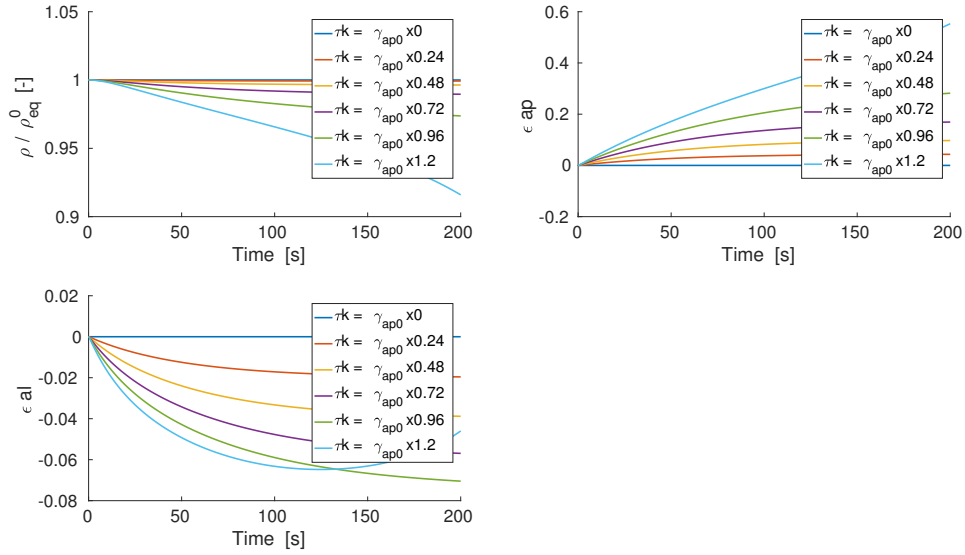 1.05
1
0.95
0.9
ρ / ρ⁰eq [-]
0 50 100 150 200
Time [s]
τk = γap0 x0
τk = γap0 x0.24
τk = γap0 x0.48
τk = γap0 x0.72
τk = γap0 x0.96
τk = γap0 x1.2
0.6
0.4
0.2
0
-0.2
ϵ ap
0 50 100 150 200
Time [s]
τk = γap0 x0
τk = γap0 x0.24
τk = γap0 x0.48
τk = γap0 x0.72
τk = γap0 x0.96
τk = γap0 x1.2
0.02
0
-0.02
-0.04
-0.06
-0.08
ϵ al
0 50 100 150 200
Time [s]
τk = γap0 x0
τk = γap0 x0.24
τk = γap0 x0.48
τk = γap0 x0.72
τk = γap0 x0.96
τk = γap0 x1.2